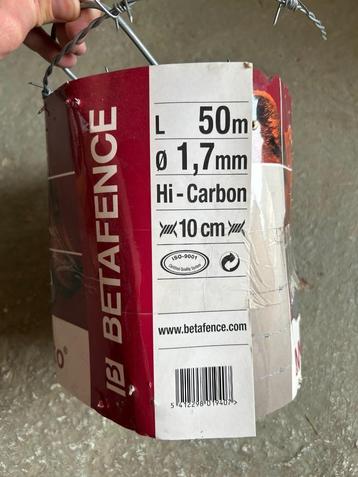 BETAFENCE
L 50m
ø 1,7mm
Hi-Carbon
10 cm
ISO-9001
www.betafence.com
5 412298 019407